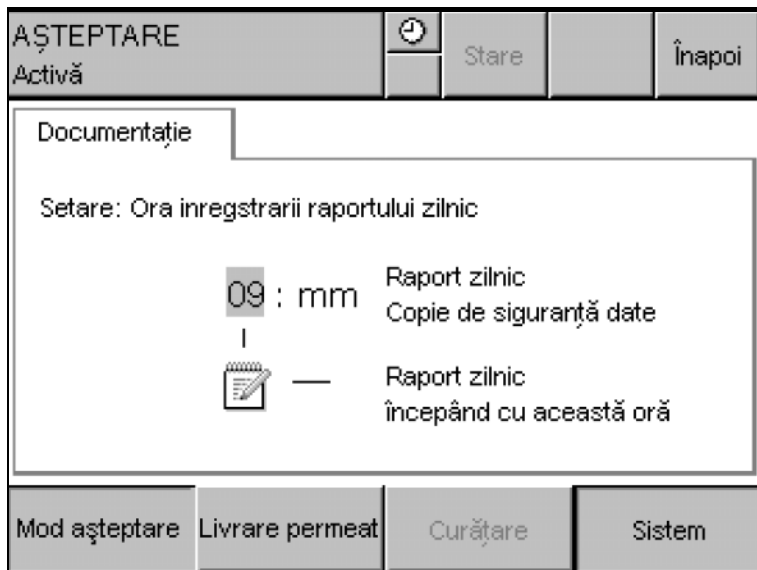 AȘTEPTARE
Activă
Stare
Înapoi
Documentație
Setare: Ora inregstrarii raportului zilnic
09 : mm
Raport zilnic
Copie de siguranță date
Raport zilnic
începând cu această oră
Mod aşteptare
Livrare permeat
Curățare
Sistem